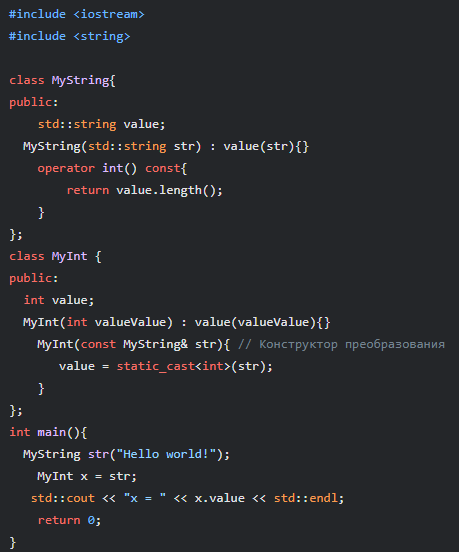 #include <iostream>
#include <string>
class MyString{
public:
std::string value;
MyString(std::string str) : value(str){}
operator int() const{
return value.length();
}
};
class MyInt {
public:
int value;
MyInt(int valueValue) : value(valueValue){}
MyInt(const MyString& str){ // Конструктор преобразования
value = static_cast<int>(str);
}
};
int main(){
MyString str("Hello world!");
MyInt x = str;
std::cout << "x = " << x.value << std::endl;
return 0;
}